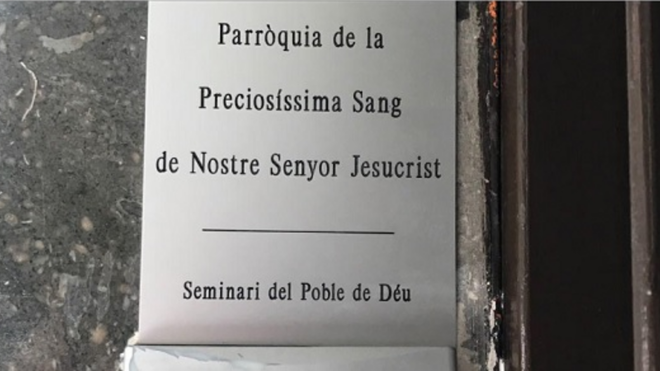 Parròquia de la
Preciosíssima Sang
de Nostre Senyor Jesucrist
Seminari del Poble de Déu